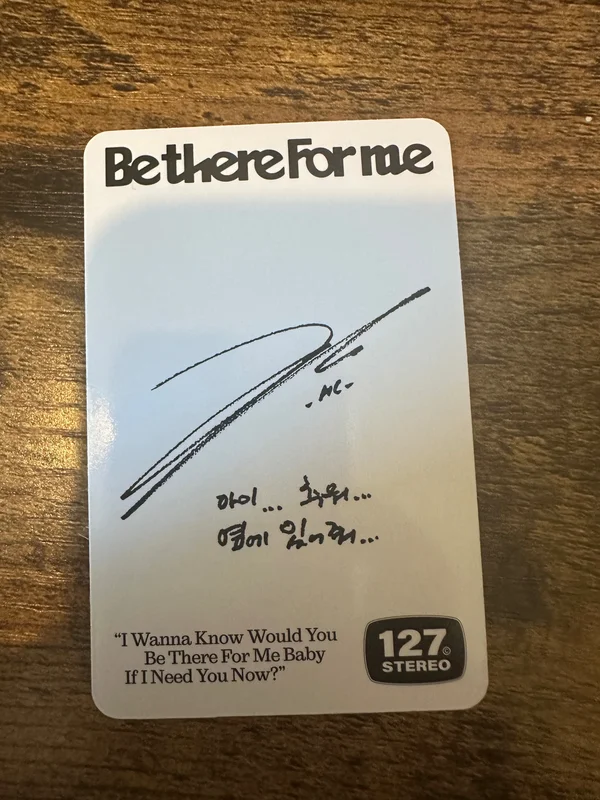 Be there For me
-HC-
아이... 추워...
옆에 있어줘...
"I Wanna Know Would You
Be There For Me Baby
If I Need You Now?"
127©
STEREO